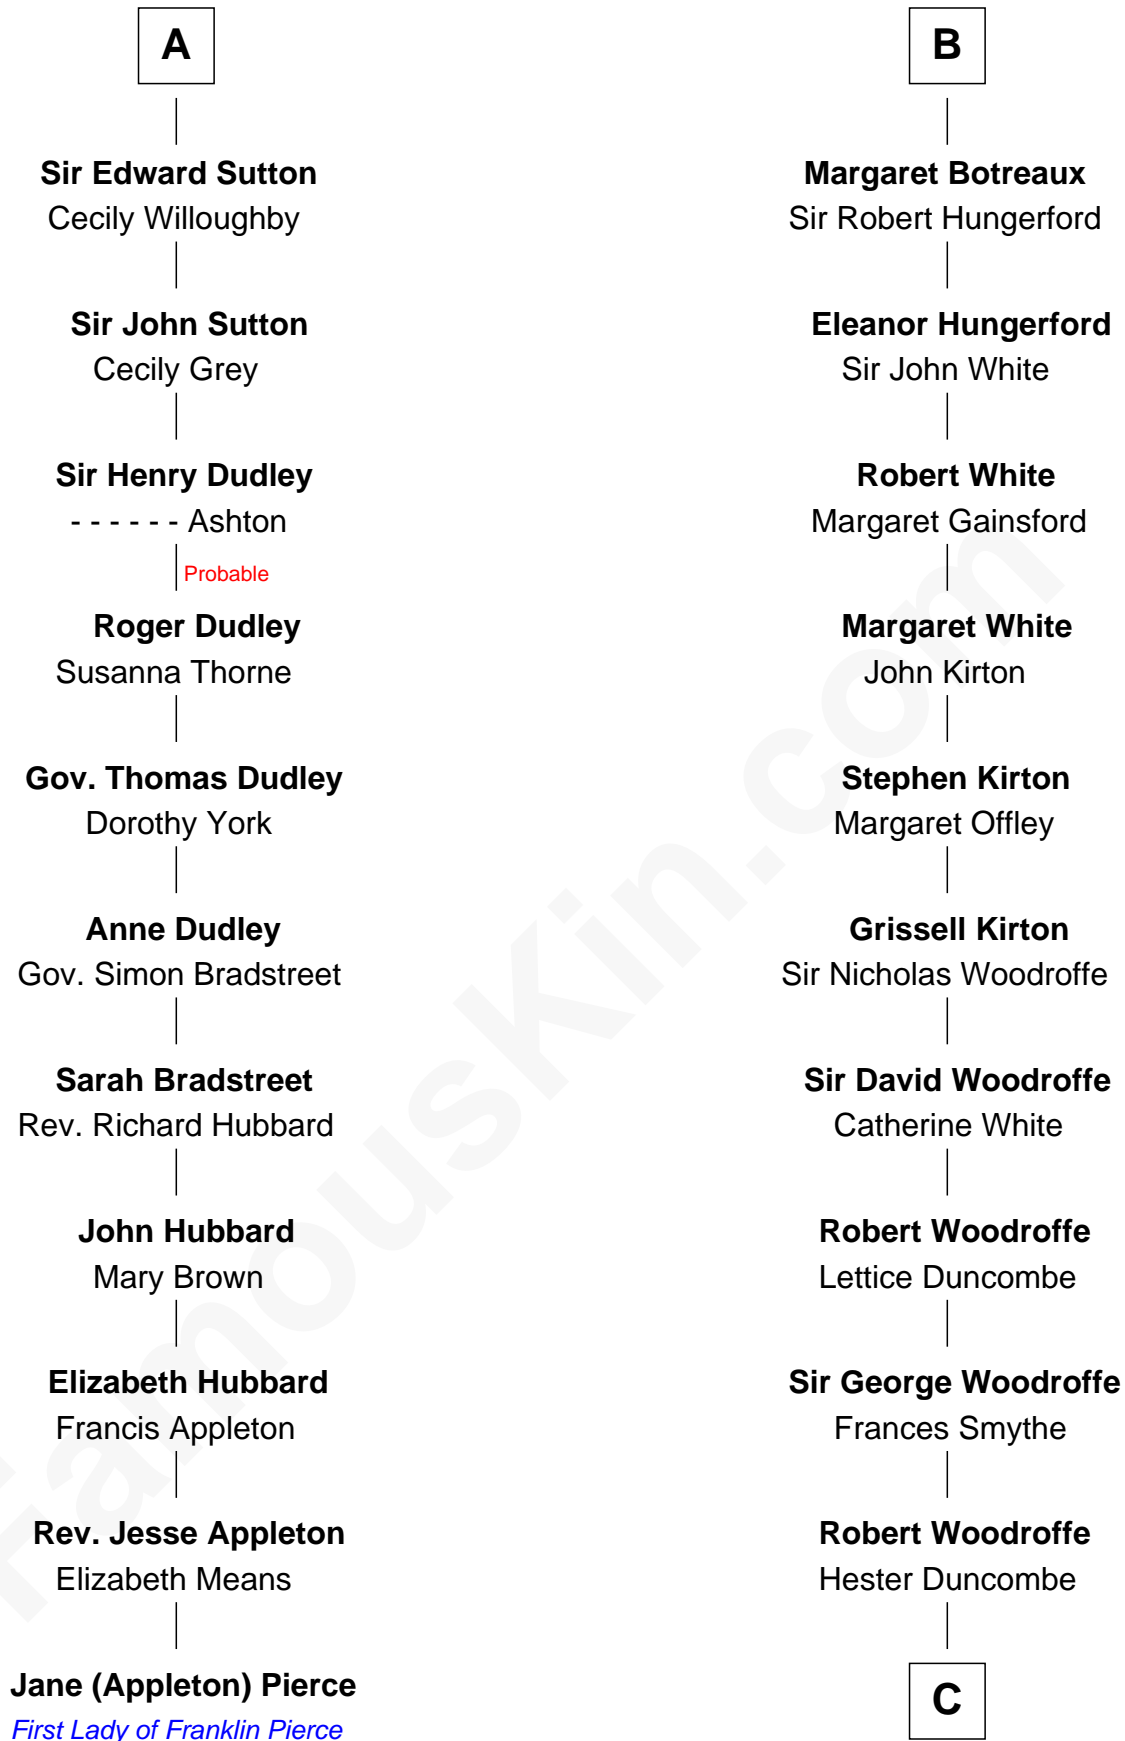 A
Sir Edward Sutton
Cecily Willoughby
Sir John Sutton
Cecily Grey
Sir Henry Dudley
- - - - - - Ashton
Probable
Roger Dudley
Susanna Thorne
Gov. Thomas Dudley
Dorothy York
Anne Dudley
Gov. Simon Bradstreet
Sarah Bradstreet
Rev. Richard Hubbard
John Hubbard
Mary Brown
Elizabeth Hubbard
Francis Appleton
Rev. Jesse Appleton
Elizabeth Means
Jane (Appleton) Pierce
First Lady of Franklin Pierce
B
Margaret Botreaux
Sir Robert Hungerford
Eleanor Hungerford
Sir John White
Robert White
Margaret Gainsford
Margaret White
John Kirton
Stephen Kirton
Margaret Offley
Grissell Kirton
Sir Nicholas Woodroffe
Sir David Woodroffe
Catherine White
Robert Woodroffe
Lettice Duncombe
Sir George Woodroffe
Frances Smythe
Robert Woodroffe
Hester Duncombe
C
FamousKin.com